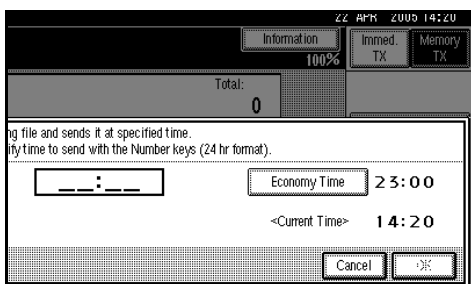 22 APR 2005 14:20
Information
Immed. TX
Memory TX
100%
Total:
0
ng file and sends it at specified time.
ify time to send with the Number keys (24 hr format).
__:__
Economy Time 23:00
<Current Time> 14:20
Cancel OK